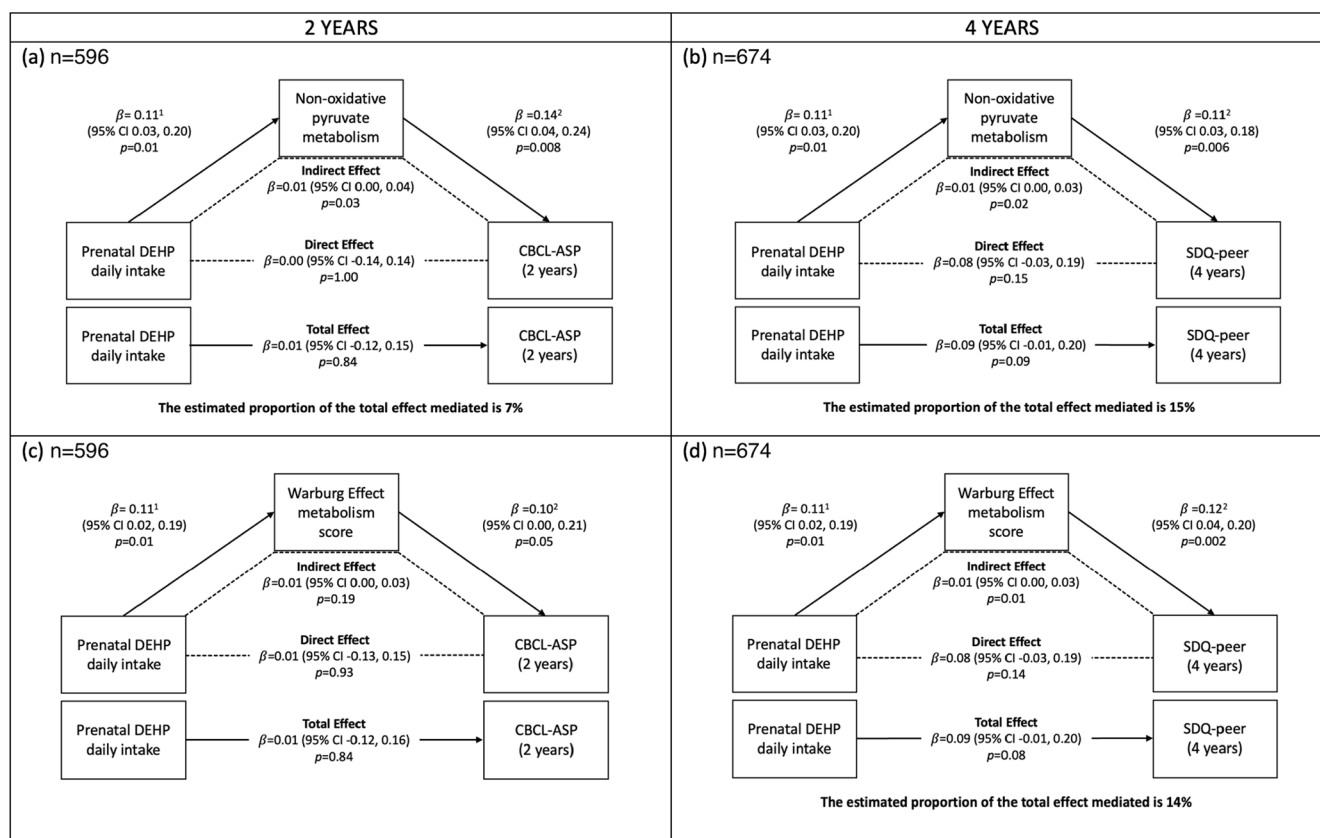 2 YEARS
4 YEARS
(a) n=596
β= 0.11¹
(95% CI 0.03, 0.20)
p=0.01
Non-oxidative
pyruvate
metabolism
β =0.14²
(95% CI 0.04, 0.24)
p=0.008
Indirect Effect
β=0.01 (95% CI 0.00, 0.04)
p=0.03
Prenatal DEHP
daily intake
Direct Effect
β=0.00 (95% CI -0.14, 0.14)
p=1.00
CBCL-ASP
(2 years)
Prenatal DEHP
daily intake
Total Effect
β=0.01 (95% CI -0.12, 0.15)
p=0.84
CBCL-ASP
(2 years)
The estimated proportion of the total effect mediated is 7%
(b) n=674
β= 0.11¹
(95% CI 0.03, 0.20)
p=0.01
Non-oxidative
pyruvate
metabolism
β =0.11²
(95% CI 0.03, 0.18)
p=0.006
Indirect Effect
β=0.01 (95% CI 0.00, 0.03)
p=0.02
Prenatal DEHP
daily intake
Direct Effect
β=0.08 (95% CI -0.03, 0.19)
p=0.15
SDQ-peer
(4 years)
Prenatal DEHP
daily intake
Total Effect
β=0.09 (95% CI -0.01, 0.20)
p=0.09
SDQ-peer
(4 years)
The estimated proportion of the total effect mediated is 15%
(c) n=596
β= 0.11¹
(95% CI 0.02, 0.19)
p=0.01
Warburg Effect
metabolism
score
β =0.10²
(95% CI 0.00, 0.21)
p=0.05
Indirect Effect
β=0.01 (95% CI 0.00, 0.03)
p=0.19
Prenatal DEHP
daily intake
Direct Effect
β=0.01 (95% CI -0.13, 0.15)
p=0.93
CBCL-ASP
(2 years)
Prenatal DEHP
daily intake
Total Effect
β=0.01 (95% CI -0.12, 0.16)
p=0.84
CBCL-ASP
(2 years)
(d) n=674
β= 0.11¹
(95% CI 0.02, 0.19)
p=0.01
Warburg Effect
metabolism
score
β =0.12²
(95% CI 0.04, 0.20)
p=0.002
Indirect Effect
β=0.01 (95% CI 0.00, 0.03)
p=0.01
Prenatal DEHP
daily intake
Direct Effect
β=0.08 (95% CI -0.03, 0.19)
p=0.14
SDQ-peer
(4 years)
Prenatal DEHP
daily intake
Total Effect
β=0.09 (95% CI -0.01, 0.20)
p=0.08
SDQ-peer
(4 years)
The estimated proportion of the total effect mediated is 14%